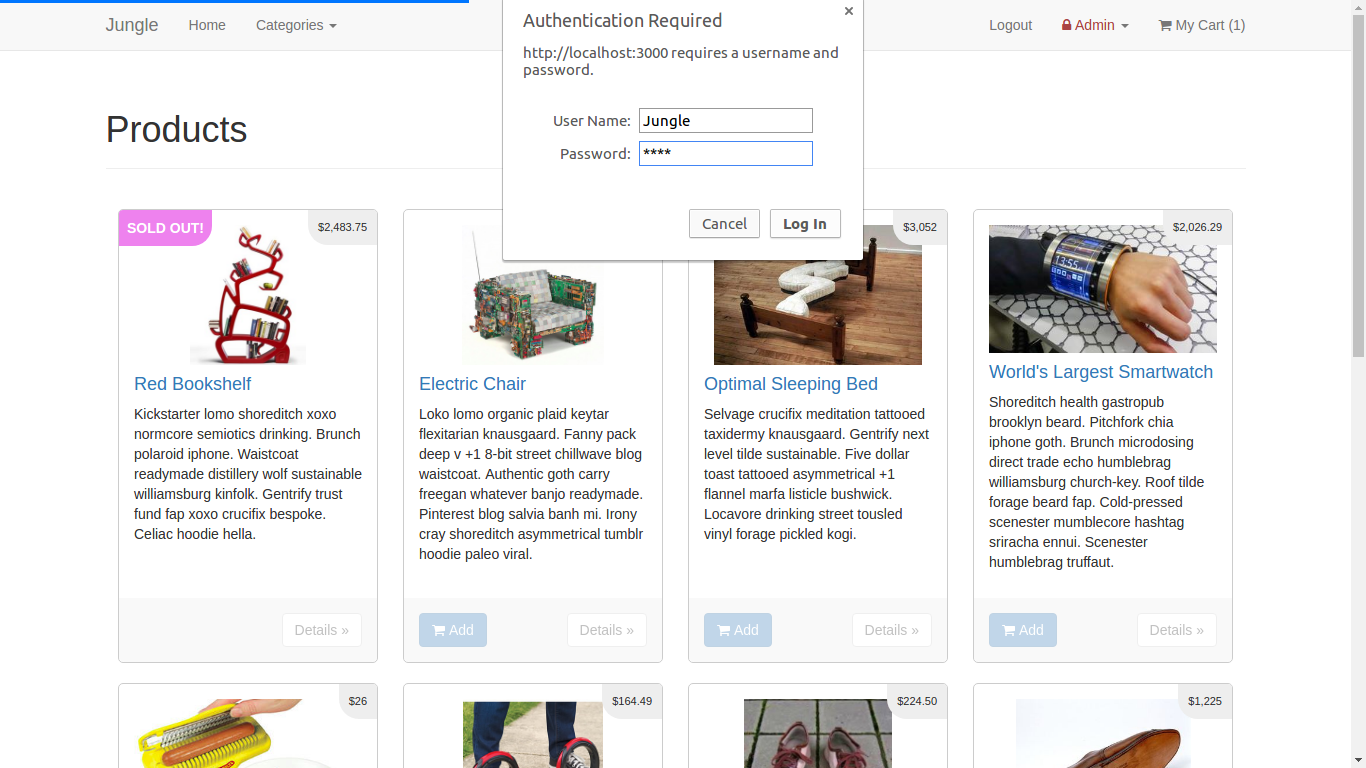 Jungle Home Categories Logout Admin My Cart (1)
Authentication Required
http://localhost:3000 requires a username and
password.
User Name: Jungle
Password: ****
Cancel Log In
Products
SOLD OUT! $2,483.75
Red Bookshelf
Kickstarter lomo shoreditch xoxo
normcore semiotics drinking. Brunch
polaroid iphone. Waistcoat
readymade distillery wolf sustainable
williamsburg kinfolk. Gentrify trust
fund fap xoxo crucifix bespoke.
Celiac hoodie hella.
Details »
Electric Chair
Loko lomo organic plaid keytar
flexitarian knausgaard. Fanny pack
deep v +1 8-bit street chillwave blog
waistcoat. Authentic goth carry
freegan whatever banjo readymade.
Pinterest blog salvia banh mi. Irony
cray shoreditch asymmetrical tumblr
hoodie paleo viral.
Add Details »
$3,052
Optimal Sleeping Bed
Selvage crucifix meditation tattooed
taxidermy knausgaard. Gentrify next
level tilde sustainable. Five dollar
toast tattooed asymmetrical +1
flannel marfa listicle bushwick.
Locavore drinking street tousled
vinyl forage pickled kogi.
Add Details »
$2,026.29
13:55
World's Largest Smartwatch
Shoreditch health gastropub
brooklyn beard. Pitchfork chia
iphone goth. Brunch microdosing
direct trade echo humblebrag
williamsburg church-key. Roof tilde
forage beard fap. Cold-pressed
scenester mumblecore hashtag
sriracha ennui. Scenester
humblebrag truffaut.
Add Details »
$26
$164.49
$224.50
$1,225